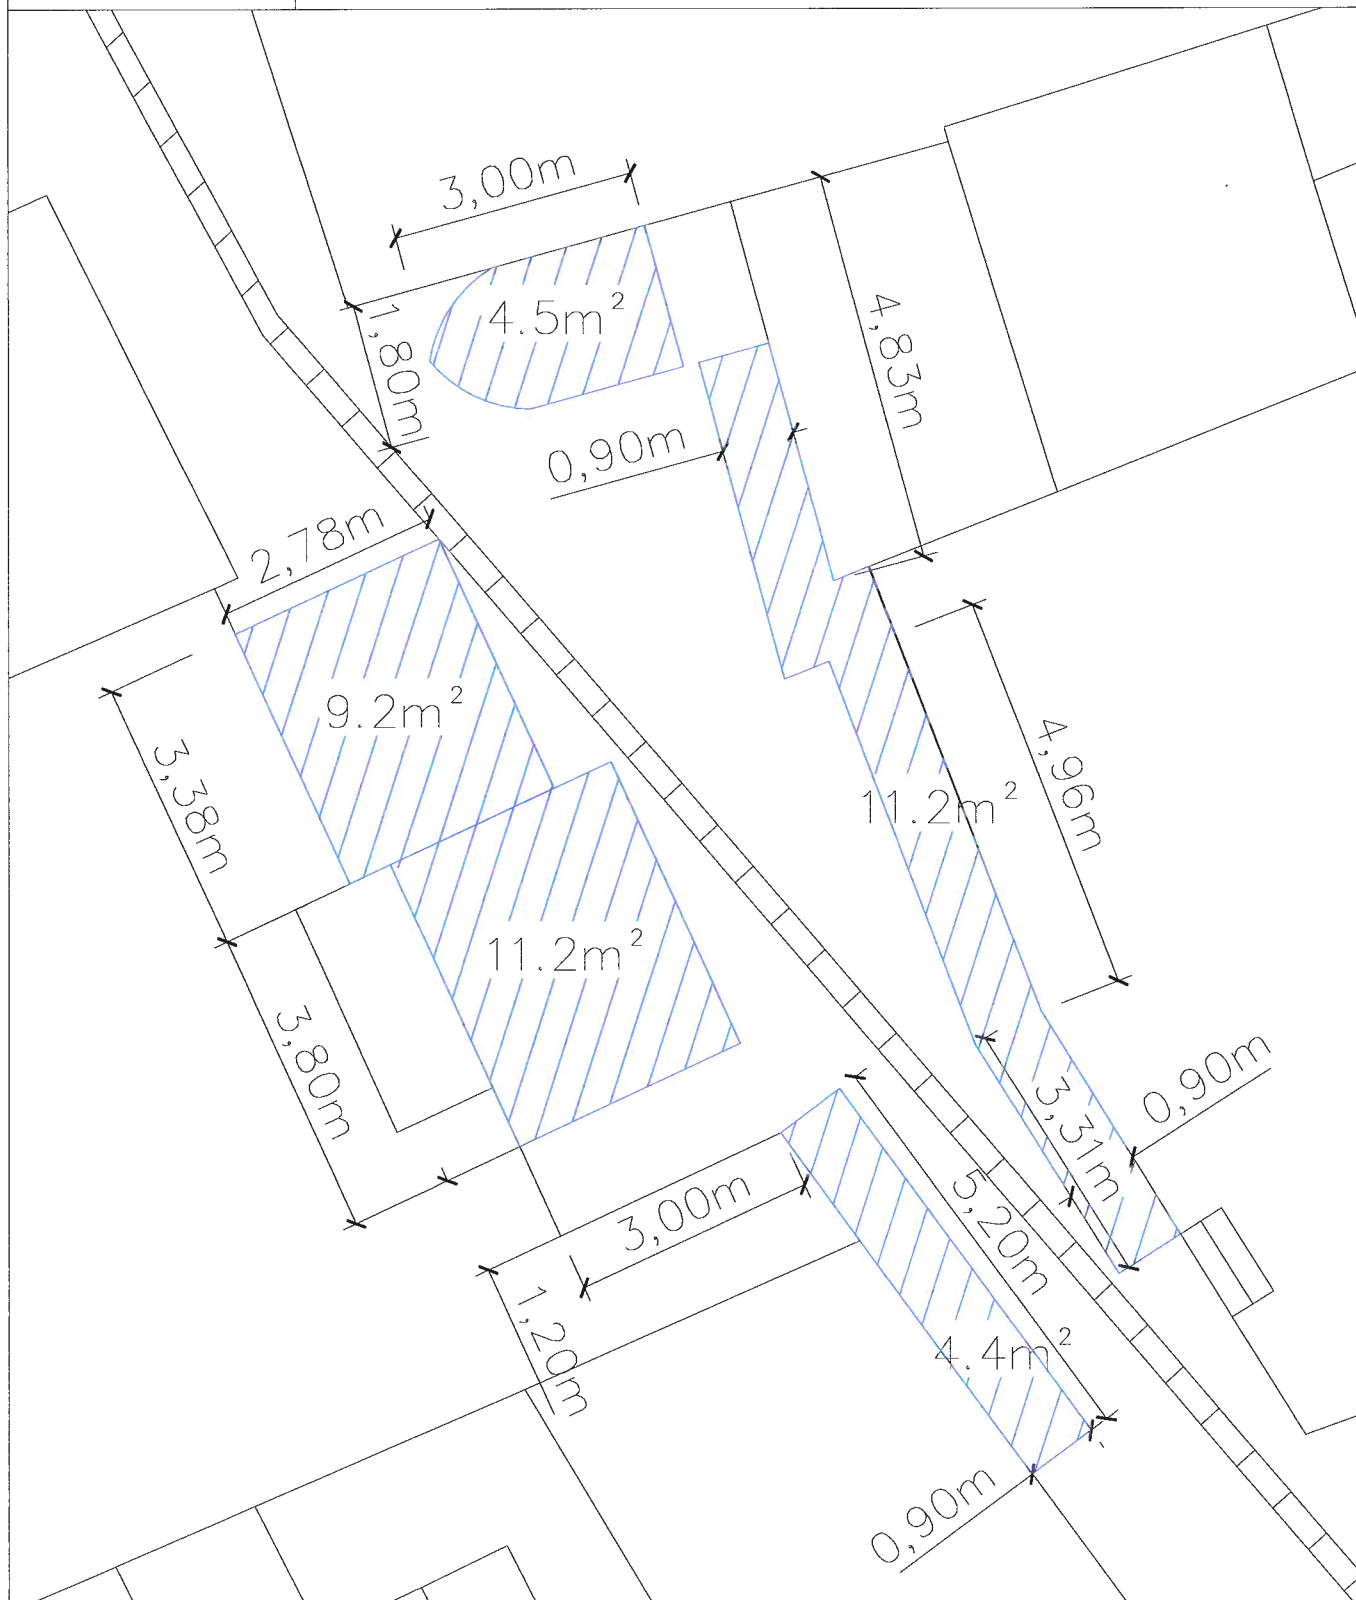 3,00m
4.5m²
1,80m
4,83m
0,90m
2,78m
9.2m²
3,38m
4,96m
11.2m²
11.2m²
3,80m
0,90m
3,31m
5,20m
3,00m
1,20m
4.4m²
0,90m